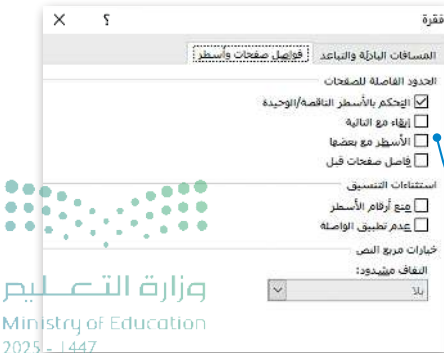 فقرة ؟ ×
المسافات البادئة والتباعد فواصل صفحات وأسطر
الحدود الفاصلة للصفحات
التحكم بالأسطر الناقصة/الوحيدة
إبقاء مع التالية
الأسطر مع بعضها
فاصل صفحات قبل
استثناءات التنسيق
منع أرقام الأسطر
عدم تطبيق الواصلة
خيارات مربع النص
التفاف مشدود:
بلا
وزارة التعليم
Ministry of Education
2025 - 1447